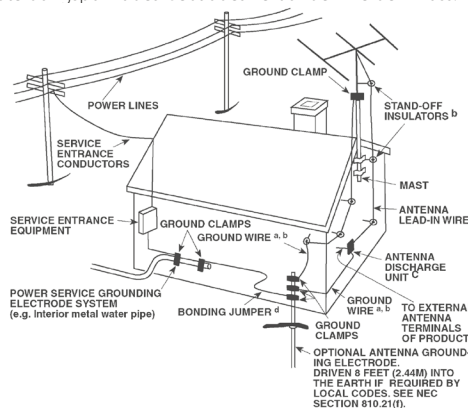 GROUND CLAMP
POWER LINES
STAND-OFF
INSULATORS b
SERVICE
ENTRANCE
CONDUCTORS
MAST
ANTENNA
LEAD-IN WIRE
SERVICE ENTRANCE
EQUIPMENT
GROUND CLAMPS
GROUND WIRE a, b
ANTENNA
DISCHARGE
UNIT C
POWER SERVICE GROUNDING
ELECTRODE SYSTEM
(e.g. Interior metal water pipe)
BONDING JUMPER d
GROUND
WIRE a, b
GROUND
CLAMPS
TO EXTERNA
ANTENNA
TERMINALS
OF PRODUCT
OPTIONAL ANTENNA GROUND-
ING ELECTRODE.
DRIVEN 8 FEET (2.44M) INTO
THE EARTH IF REQUIRED BY
LOCAL CODES. SEE NEC
SECTION 810.21(f).